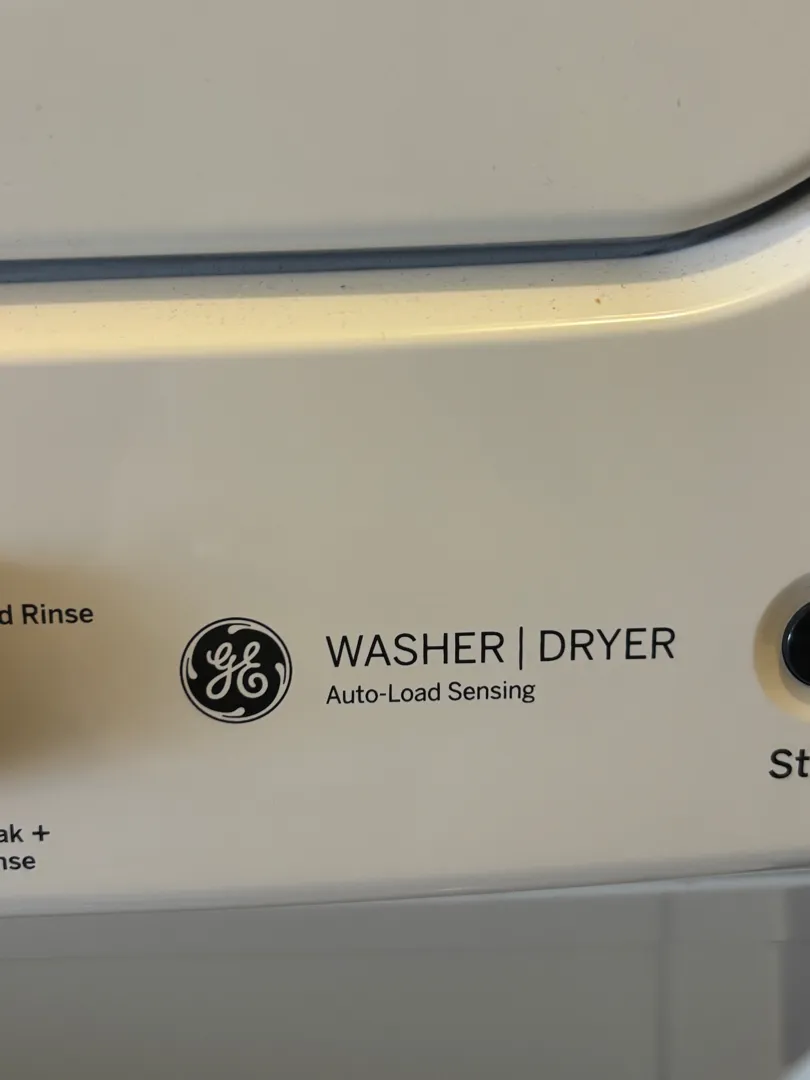 d Rinse
GE
WASHER | DRYER
Auto-Load Sensing
St
ak +
nse